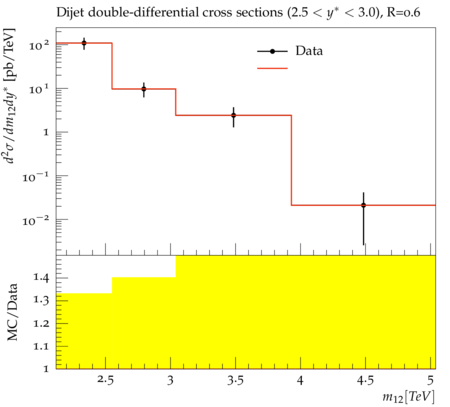 Dijet double-differential cross sections (2.5 < y* < 3.0), R=0.6
d²σ/dm₁₂dy* [pb/TeV]
10²
10¹
1
10⁻¹
10⁻²
Data
MC/Data
1.4
1.3
1.2
1.1
1
2.5 3 3.5 4 4.5 5
m₁₂[TeV]